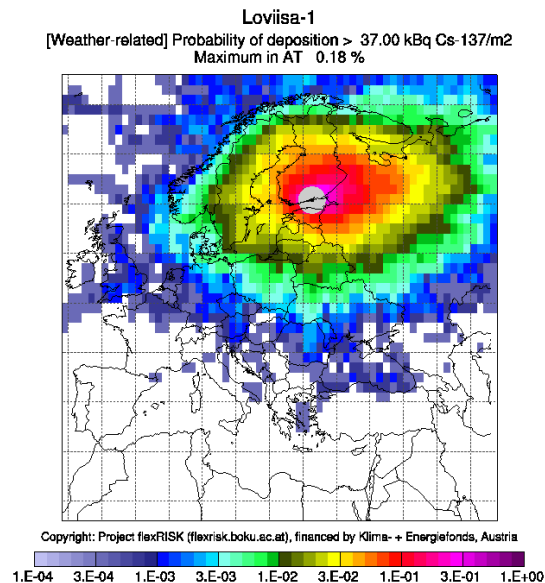 Loviisa-1
[Weather-related] Probability of deposition > 37.00 kBq Cs-137/m2
Maximum in AT 0.18 %
Copyright: Project flexRISK (flexrisk.boku.ac.at), financed by Klima- + Energiefonds, Austria
1.E-04 3.E-04 1.E-03 3.E-03 1.E-02 3.E-02 1.E-01 3.E-01 1.E+00